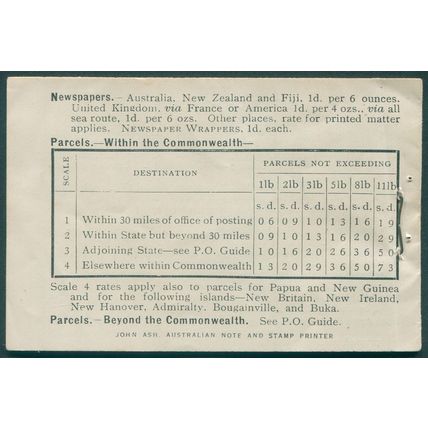 Newspapers.— Australia, New Zealand and Fiji, 1d. per 6 ounces.
United Kingdom, via France or America 1d. per 4 ozs., via all
sea route, 1d. per 6 ozs. Other places, rate for printed matter
applies. NEWSPAPER WRAPPERS, 1d. each.
Parcels.—Within the Commonwealth—
SCALE DESTINATION PARCELS NOT EXCEEDING
1lb 2lb 3lb 5lb 8lb 11lb
s. d. s. d. s. d. s. d. s. d. s. d.
1 Within 30 miles of office of posting 0 6 0 9 1 0 1 3 1 6 1 9
2 Within State but beyond 30 miles 0 9 1 0 1 3 1 6 2 0 2 9
3 Adjoining State—see P.O. Guide 1 0 1 6 2 0 2 6 3 6 5 0
4 Elsewhere within Commonwealth 1 3 2 0 2 9 3 6 5 0 7 3
Scale 4 rates apply also to parcels for Papua and New Guinea
and for the following islands—New Britain, New Ireland,
New Hanover, Admiralty, Bougainville, and Buka.
Parcels.—Beyond the Commonwealth. See P.O. Guide.
JOHN ASH, AUSTRALIAN NOTE AND STAMP PRINTER